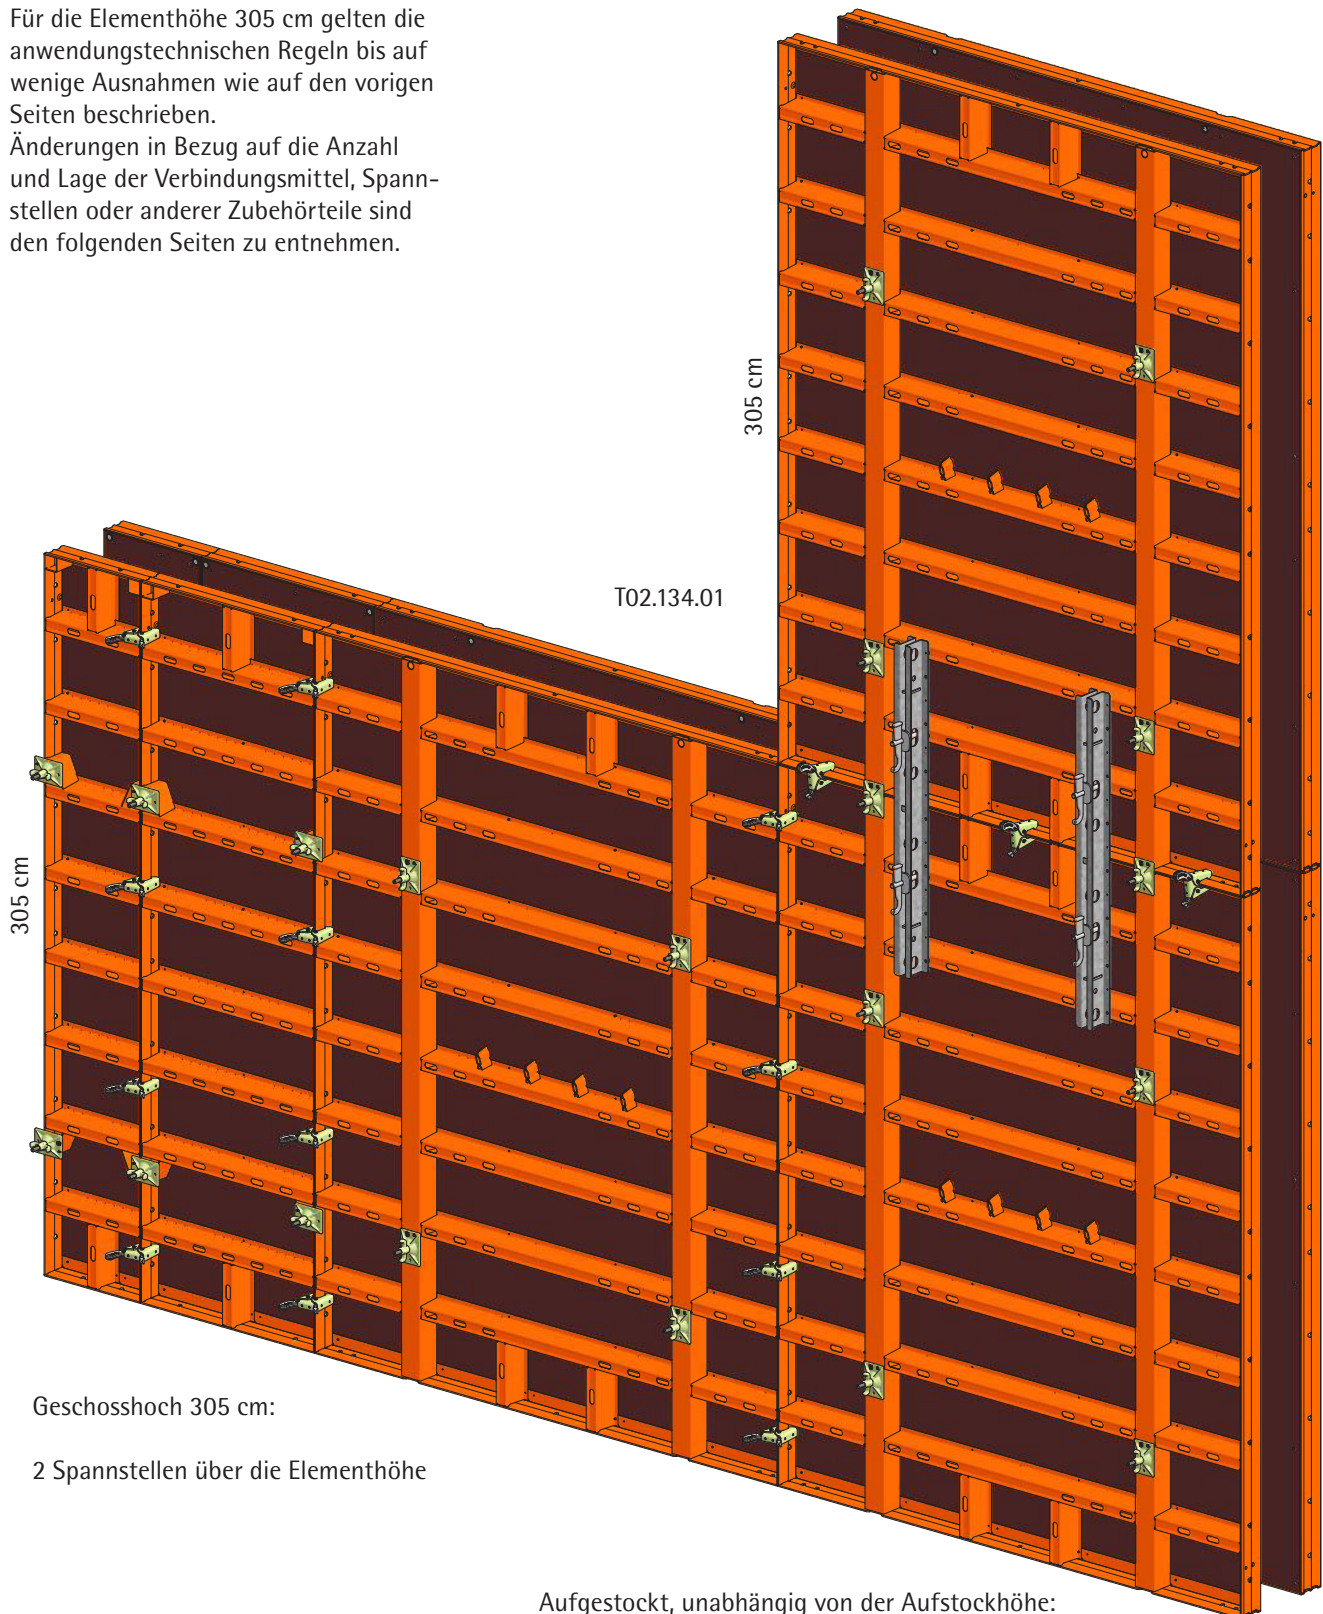 Für die Elementhöhe 305 cm gelten die
anwendungstechnischen Regeln bis auf
wenige Ausnahmen wie auf den vorigen
Seiten beschrieben.
Änderungen in Bezug auf die Anzahl
und Lage der Verbindungsmittel, Spann-
stellen oder anderer Zubehörteile sind
den folgenden Seiten zu entnehmen.
305 cm
T02.134.01
305 cm
Geschosshoch 305 cm:
2 Spannstellen über die Elementhöhe
Aufgestockt, unabhängig von der Aufstockhöhe: